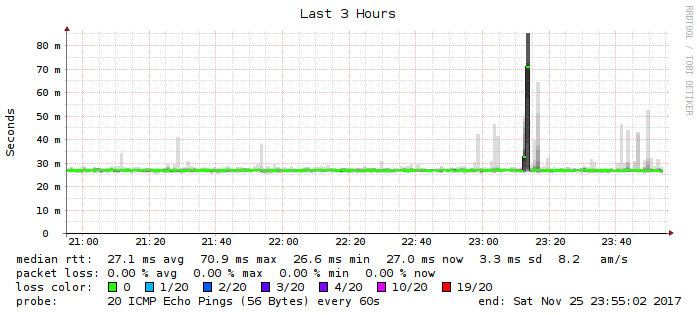 Last 3 Hours
RRDTOOL / TOBI OETIKER
Seconds
80 m
70 m
60 m
50 m
40 m
30 m
20 m
10 m
0
21:00 21:20 21:40 22:00 22:20 22:40 23:00 23:20 23:40
median rtt: 27.1 ms avg 70.9 ms max 26.6 ms min 27.0 ms now 3.3 ms sd 8.2 am/s
packet loss: 0.00 % avg 0.00 % max 0.00 % min 0.00 % now
loss color: 0 1/20 2/20 3/20 4/20 10/20 19/20
probe: 20 ICMP Echo Pings (56 Bytes) every 60s end: Sat Nov 25 23:55:02 2017